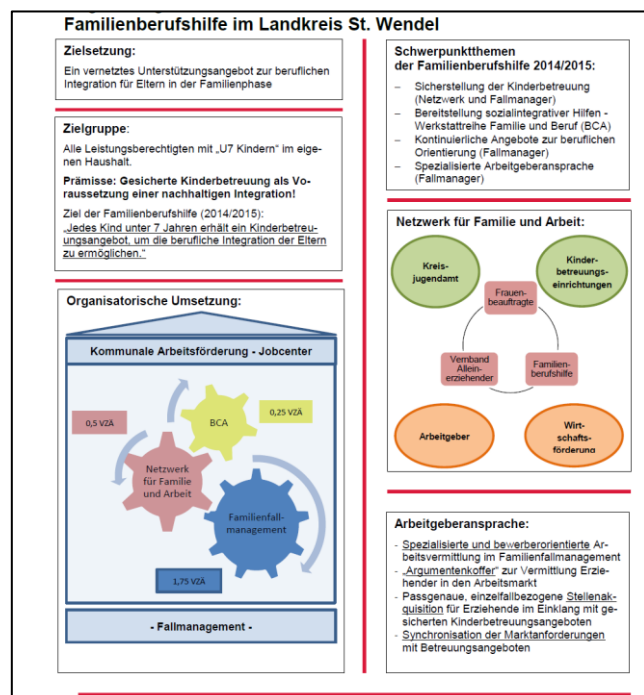 Familienberufshilfe im Landkreis St. Wendel
Zielsetzung:
Ein vernetztes Unterstützungsangebot zur beruflichen
Integration für Eltern in der Familienphase
Zielgruppe:
Alle Leistungsberechtigten mit „U7 Kindern“ im eige-
nen Haushalt.
Prämisse: Gesicherte Kinderbetreuung als Vo-
raussetzung einer nachhaltigen Integration!
Ziel der Familienberufshilfe (2014/2015):
„Jedes Kind unter 7 Jahren erhält ein Kinderbetreu-
ungsangebot, um die berufliche Integration der Eltern
zu ermöglichen.“
Organisatorische Umsetzung:
Kommunale Arbeitsförderung - Jobcenter
0,5 VZÄ
BCA
0,25 VZÄ
Netzwerk
für Familie
und Arbeit
Familienfall-
management
1,75 VZÄ
- Fallmanagement -
Schwerpunktthemen
der Familienberufshilfe 2014/2015:
– Sicherstellung der Kinderbetreuung
(Netzwerk und Fallmanager)
– Bereitstellung sozialintegrativer Hilfen -
Werkstattreihe Familie und Beruf (BCA)
– Kontinuierliche Angebote zur beruflichen
Orientierung (Fallmanager)
– Spezialisierte Arbeitgeberansprache
(Fallmanager)
Netzwerk für Familie und Arbeit:
Kreis-
jugendamt
Kinder-
betreuungs-
einrichtungen
Frauen-
beauftragte
Vernband
Allein-
erziehender
Familien-
berufshilfe
Arbeitgeber
Wirt-
schafts-
förderung
Arbeitgeberansprache:
- Spezialisierte und bewerberorientierte Ar-
beitsvermittlung im Familienfallmanagement
- „Argumentenkoffer“ zur Vermittlung Erzie-
hender in den Arbeitsmarkt
- Passgenaue, einzelfallbezogene Stellenak-
quisition für Erziehende im Einklang mit ge-
sicherten Kinderbetreuungsangeboten
- Synchronisation der Marktanforderungen
mit Betreuungsangeboten